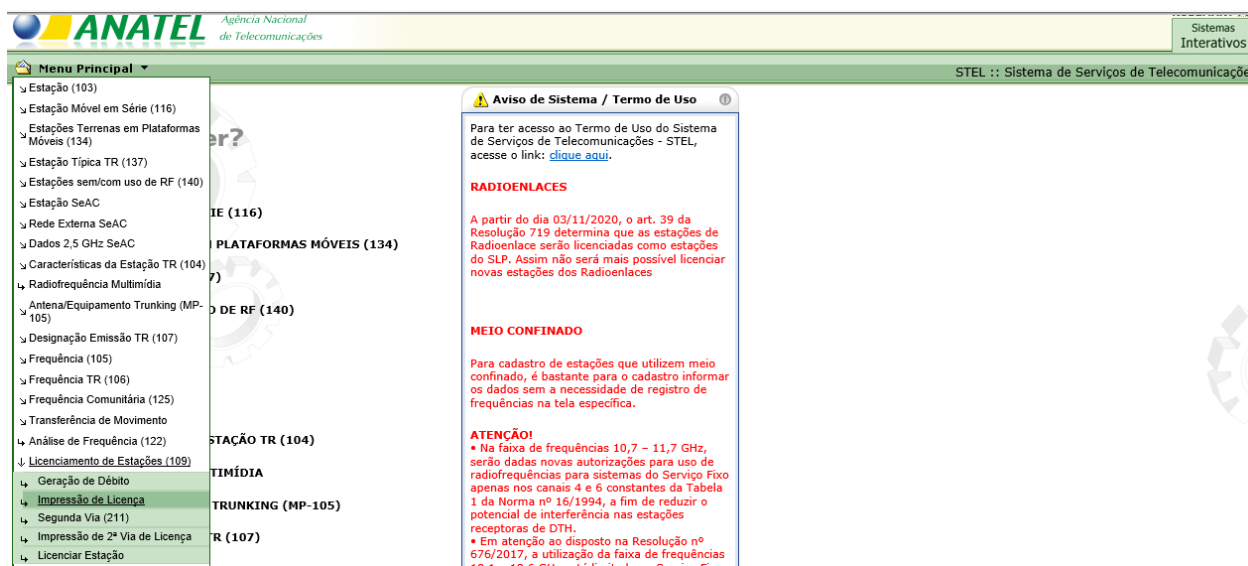 ANATEL
Agência Nacional
de Telecomunicações
Sistemas
Interativos
Menu Principal
STEL :: Sistema de Serviços de Telecomunicaçõe
Estação (103)
Estação Móvel em Série (116)
Estações Terrenas em Plataformas
Móveis (134)
Estação Típica TR (137)
Estações sem/com uso de RF (140)
Estação SeAC
Rede Externa SeAC
Dados 2,5 GHz SeAC
Características da Estação TR (104)
Radiofrequência Multimídia
Antena/Equipamento Trunking (MP-
105)
Designação Emissão TR (107)
Frequência (105)
Frequência TR (106)
Frequência Comunitária (125)
Transferência de Movimento
Análise de Frequência (122)
Licenciamento de Estações (109)
Geração de Débito
Impressão de Licença
Segunda Via (211)
Impressão de 2ª Via de Licença
Licenciar Estação
er?
IE (116)
PLATAFORMAS MÓVEIS (134)
7)
O DE RF (140)
STAÇÃO TR (104)
TIMÍDIA
TRUNKING (MP-105)
R (107)
Aviso de Sistema / Termo de Uso
Para ter acesso ao Termo de Uso do Sistema
de Serviços de Telecomunicações - STEL,
acesse o link: clique aqui.
RADIOENLACES
A partir do dia 03/11/2020, o art. 39 da
Resolução 719 determina que as estações de
Radioenlace serão licenciadas como estações
do SLP. Assim não será mais possível licenciar
novas estações dos Radioenlaces
MEIO CONFINADO
Para cadastro de estações que utilizem meio
confinado, é bastante para o cadastro informar
os dados sem a necessidade de registro de
frequências na tela específica.
ATENÇÃO!
• Na faixa de frequências 10,7 – 11,7 GHz,
serão dadas novas autorizações para uso de
radiofrequências para sistemas do Serviço Fixo
apenas nos canais 4 e 6 constantes da Tabela
1 da Norma nº 16/1994, a fim de reduzir o
potencial de interferência nas estações
receptoras de DTH.
• Em atenção ao disposto na Resolução nº
676/2017, a utilização da faixa de frequências